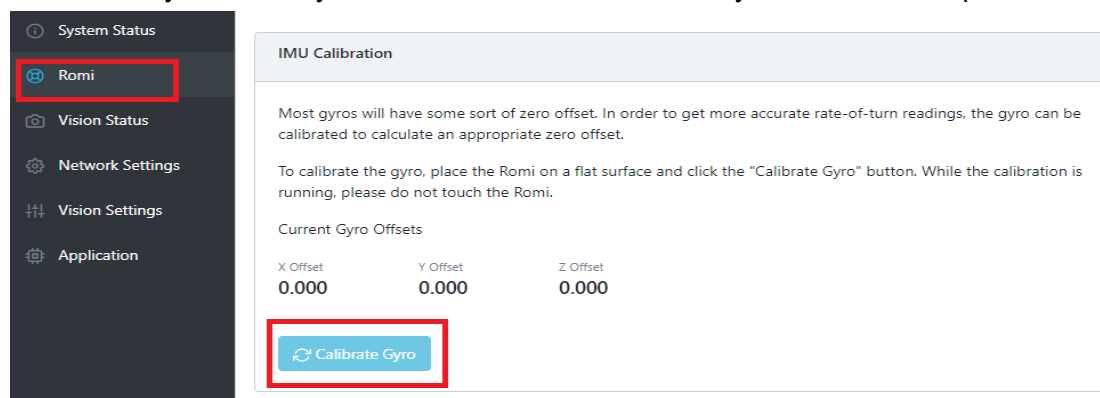 System Status
Romi
Vision Status
Network Settings
Vision Settings
Application
IMU Calibration
Most gyros will have some sort of zero offset. In order to get more accurate rate-of-turn readings, the gyro can be
calibrated to calculate an appropriate zero offset.
To calibrate the gyro, place the Romi on a flat surface and click the "Calibrate Gyro" button. While the calibration is
running, please do not touch the Romi.
Current Gyro Offsets
X Offset Y Offset Z Offset
0.000 0.000 0.000
Calibrate Gyro